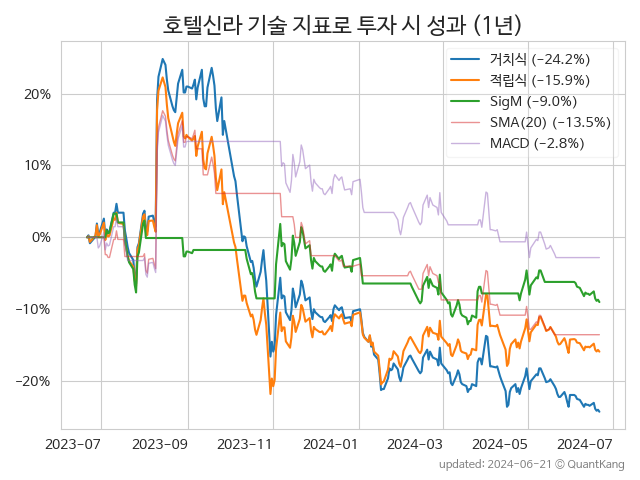 호텔신라 기술 지표로 투자 시 성과 (1년)
거치식 (−24.2%)
적립식 (−15.9%)
SigM (−9.0%)
SMA(20) (−13.5%)
MACD (−2.8%)
20%
10%
0%
−10%
−20%
2023-07 2023-09 2023-11 2024-01 2024-03 2024-05 2024-07
updated: 2024-06-21 © QuantKang